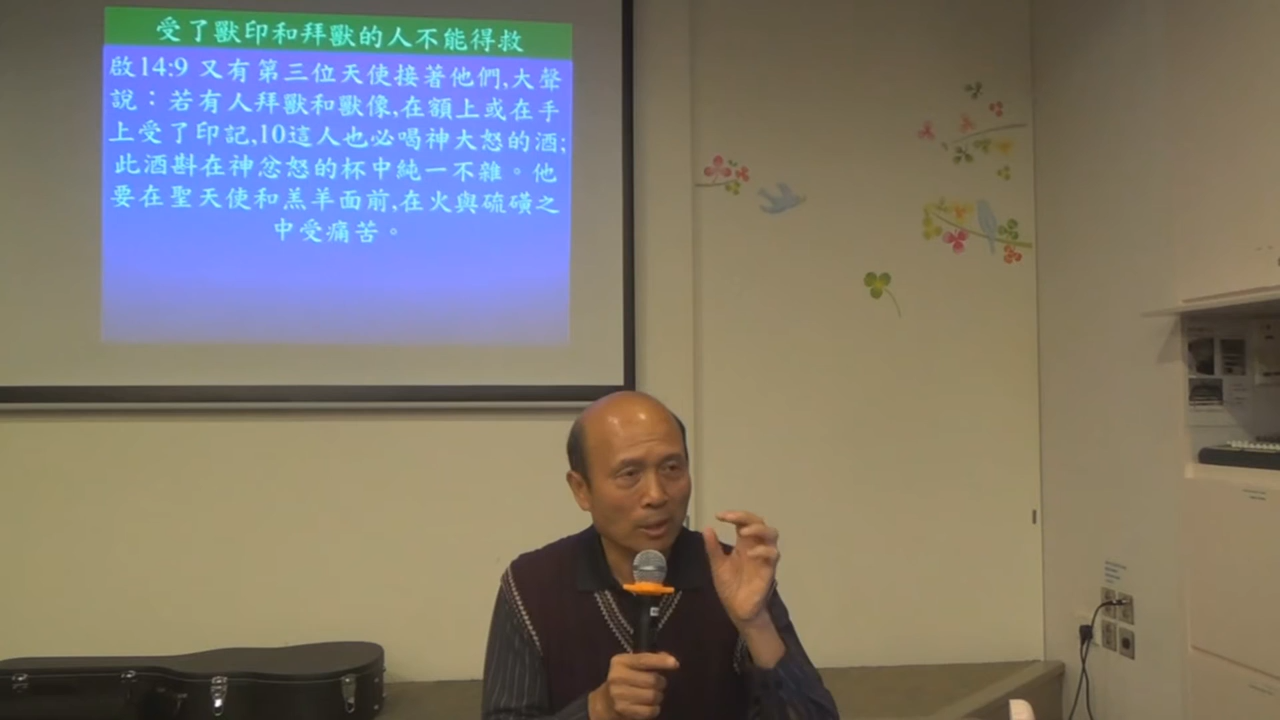 受了獸印和拜獸的人不能得救
啟14:9 又有第三位天使接著他們,大聲
說：若有人拜獸和獸像,在額上或在手
上受了印記,10這人也必喝神大怒的酒;
此酒斟在神忿怒的杯中純一不雜。他
要在聖天使和羔羊面前,在火與硫磺之
中受痛苦。